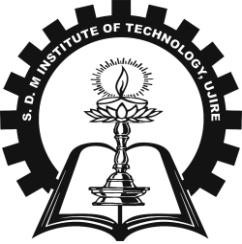 S. D. M INSTITUTE OF TECHNOLOGY, UJIRE